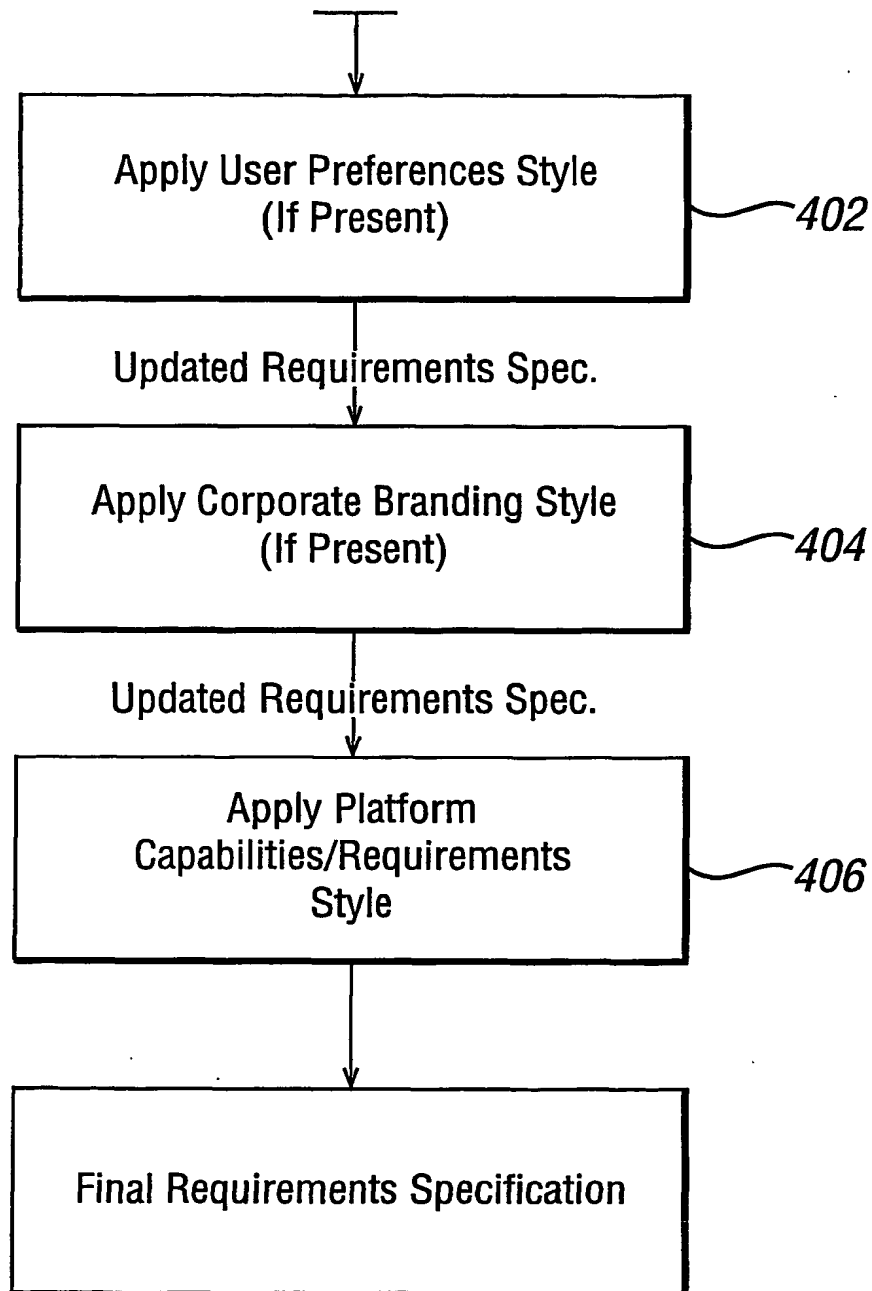 Apply User Preferences Style
(If Present)
402
Updated Requirements Spec.
Apply Corporate Branding Style
(If Present)
404
Updated Requirements Spec.
Apply Platform
Capabilities/Requirements
Style
406
Final Requirements Specification